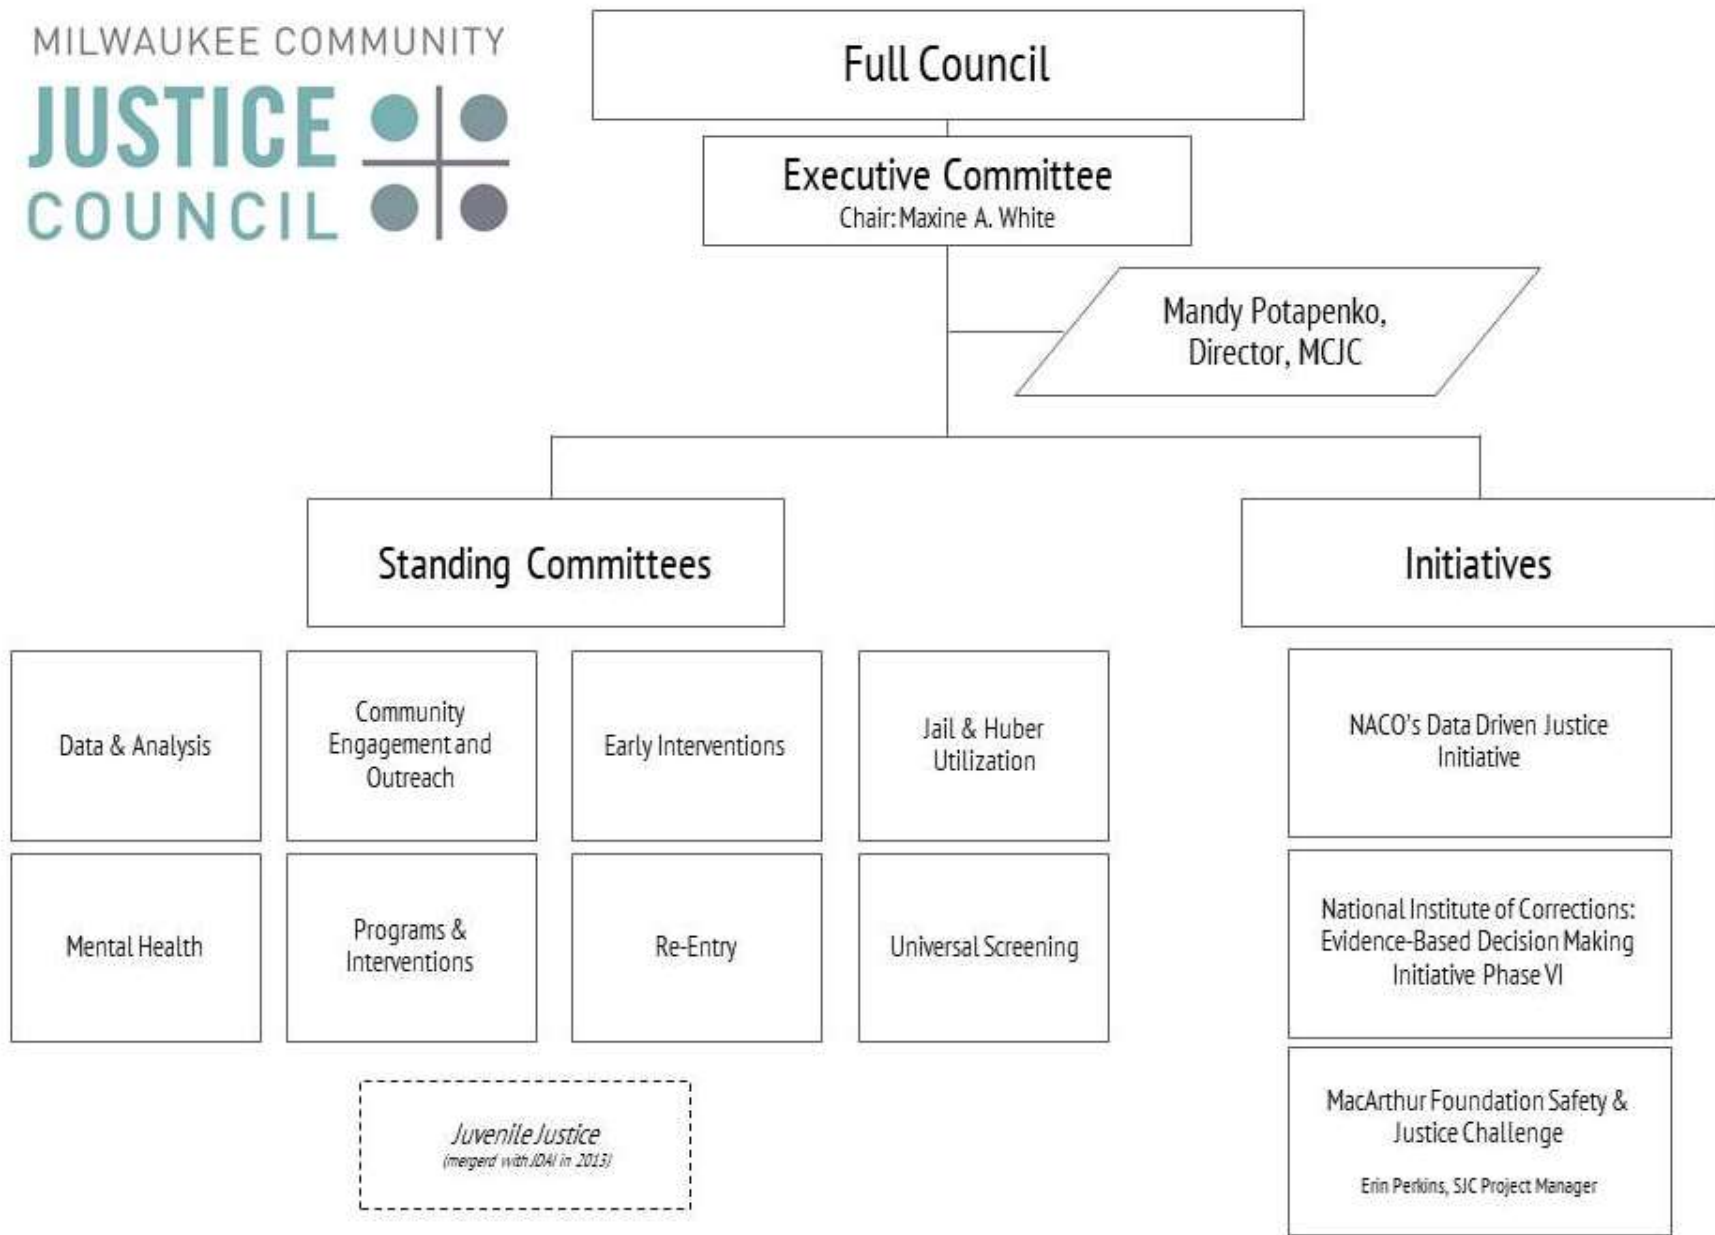 MILWAUKEE COMMUNITY
JUSTICE
COUNCIL
Full Council
Executive Committee
Chair: Maxine A. White
Mandy Potapenko,
Director, MCJC
Standing Committees
Initiatives
Data & Analysis
Community
Engagement and
Outreach
Early Interventions
Jail & Huber
Utilization
Mental Health
Programs &
Interventions
Re-Entry
Universal Screening
Juvenile Justice
(mergerd with JDAI in 2013)
NACO's Data Driven Justice
Initiative
National Institute of Corrections:
Evidence-Based Decision Making
Initiative Phase VI
MacArthur Foundation Safety &
Justice Challenge
Erin Perkins, SJC Project Manager